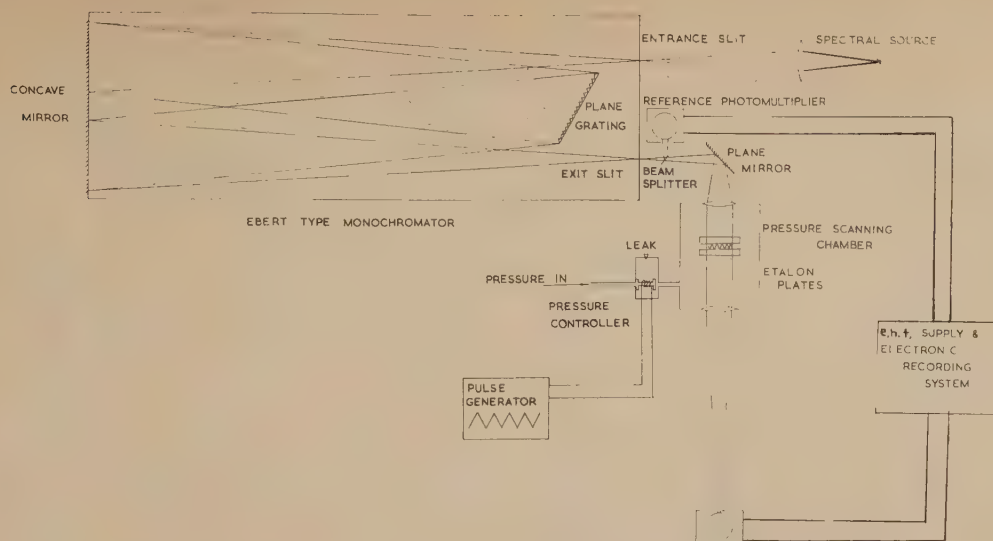 ENTRANCE SLIT
SPECTRAL SOURCE
CONCAVE
MIRROR
REFERENCE PHOTOMULTIPLIER
PLANE
GRATING
PLANE
MIRROR
EXIT SLIT
BEAM
SPLITTER
EBERT TYPE MONOCHROMATOR
PRESSURE SCANNING
CHAMBER
LEAK
ETALON
PLATES
PRESSURE IN
PRESSURE
CONTROLLER
e.h.t. SUPPLY &
ELECTRONIC
RECORDING
SYSTEM
PULSE
GENERATOR